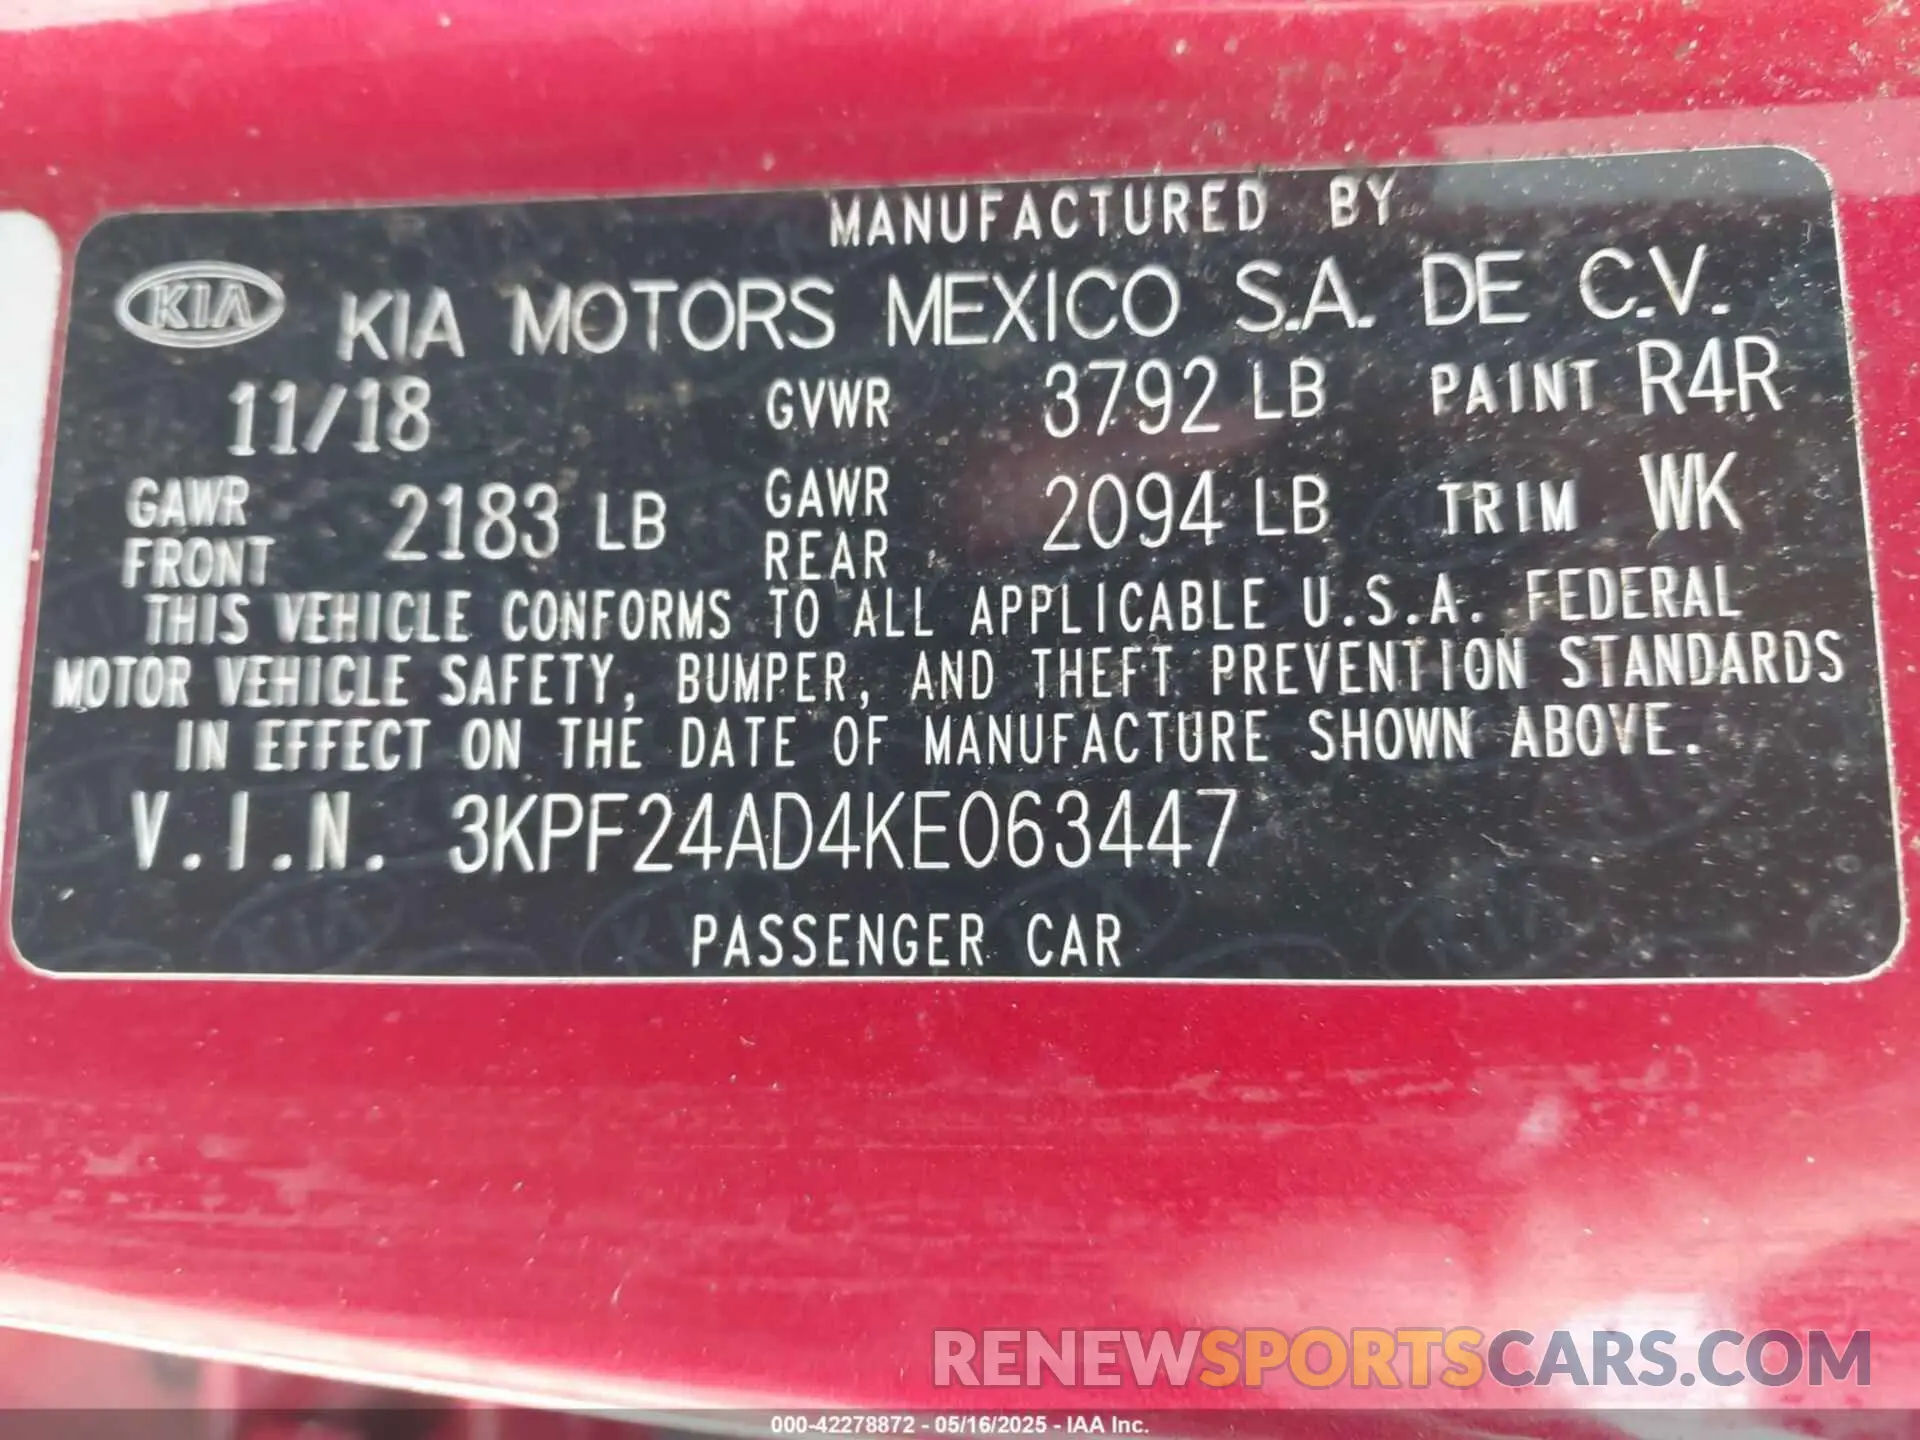 MANUFACTURED BY
KIA KIA MOTORS MEXICO S.A. DE C.V.
11/18 GVWR 3792 LB PAINT R4R
GAWR FRONT 2183 LB GAWR REAR 2094 LB TRIM WK
THIS VEHICLE CONFORMS TO ALL APPLICABLE U.S.A. FEDERAL
MOTOR VEHICLE SAFETY, BUMPER, AND THEFT PREVENTION STANDARDS
IN EFFECT ON THE DATE OF MANUFACTURE SHOWN ABOVE.
V.I.N. 3KPF24AD4KE063447
PASSENGER CAR
RENEWSPORTSCARS.COM
000-42278872 - 05/16/2025 - IAA Inc.